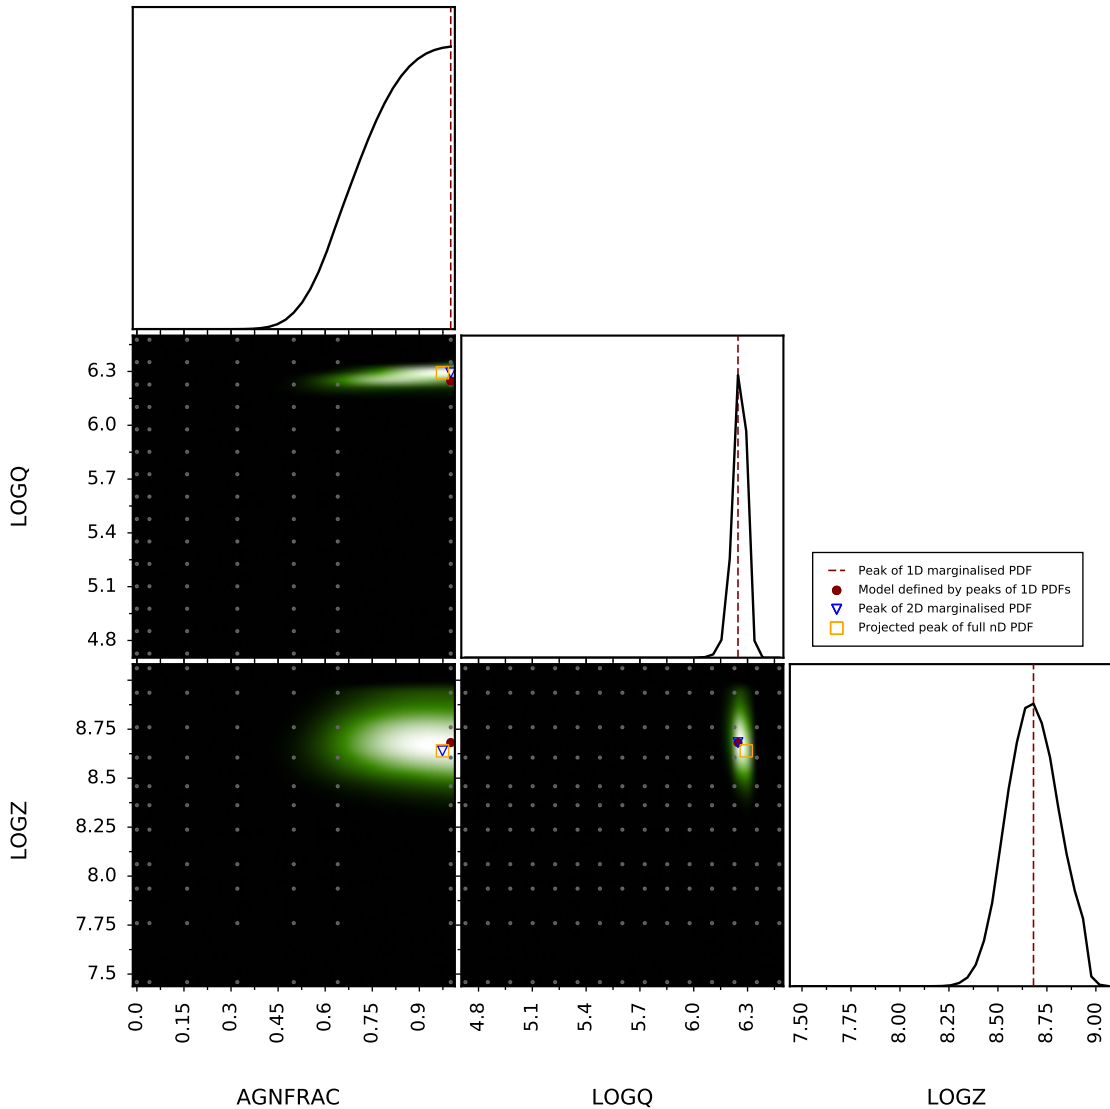 LOGQ
6.3
6.0
5.7
5.4
5.1
4.8
Peak of 1D marginalised PDF
Model defined by peaks of 1D PDFs
Peak of 2D marginalised PDF
Projected peak of full nD PDF
LOGZ
8.75
8.5
8.25
8.0
7.75
7.5
0.0 0.15 0.3 0.45 0.6 0.75 0.9 4.8 5.1 5.4 5.7 6.0 6.3 7.50 7.75 8.00 8.25 8.50 8.75 9.00
AGNFRAC LOGQ LOGZ